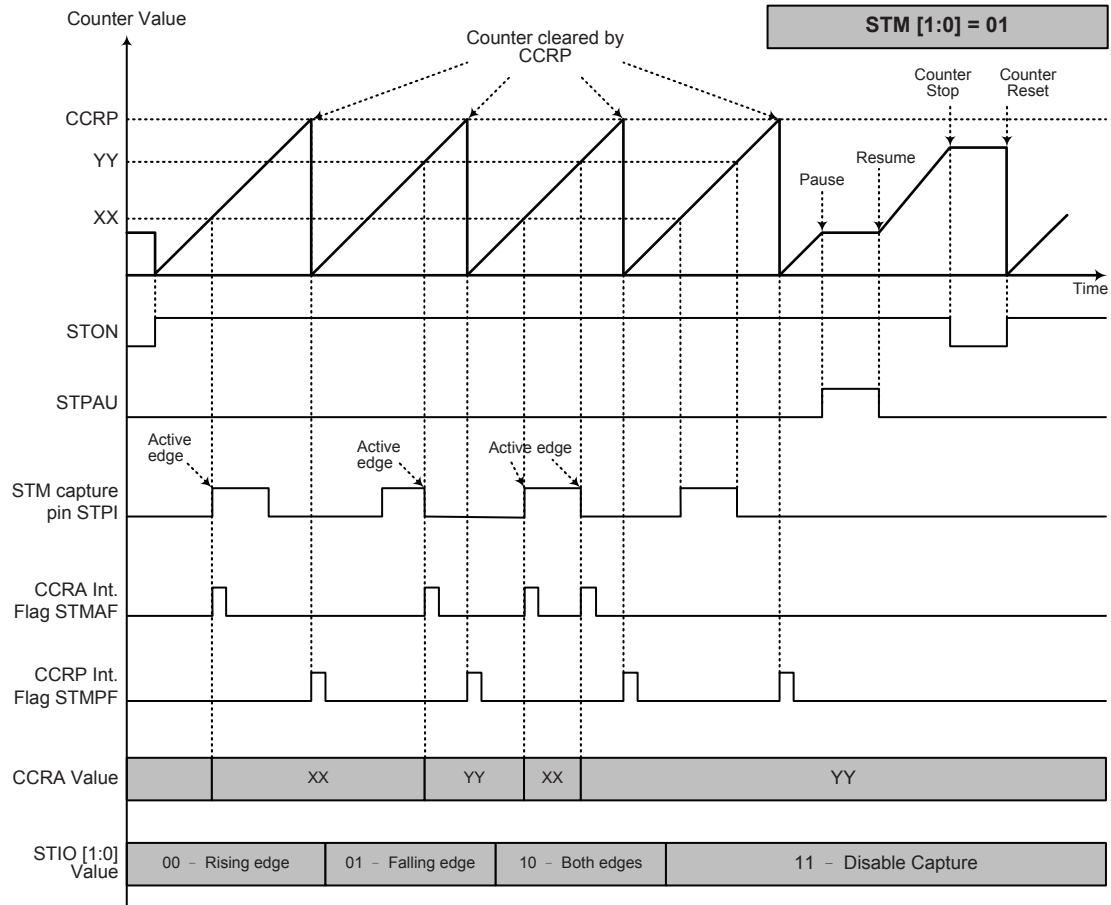 Counter Value
STM [1:0] = 01
Counter cleared by
CCRP
Counter
Stop
Counter
Reset
CCRP
YY
XX
Pause
Resume
Time
STON
STPAU
Active
edge
Active
edge
Active edge
STM capture
pin STPI
CCRA Int.
Flag STMAF
CCRP Int.
Flag STMPF
CCRA Value
XX
YY
XX
YY
STIO [1:0]
Value
00 – Rising edge
01 – Falling edge
10 – Both edges
11 – Disable Capture